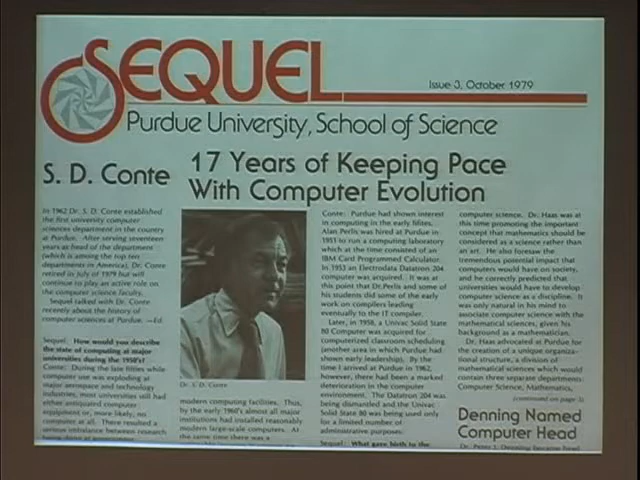 SEQUEL
Issue 3, October 1979
Purdue University, School of Science
S. D. Conte
17 Years of Keeping Pace
With Computer Evolution
In 1962 Dr. S. D. Conte established
the first university computer
sciences department in the country
at Purdue. After serving seventeen
years as head of the department
(which is among the top ten
departments in America), Dr. Conte
retired in July of 1979 but will
continue to play an active role on
the computer science faculty.
Sequel talked with Dr. Conte
recently about the history of
computer sciences at Purdue. —Ed.
Sequel: How would you describe
the state of computing at major
universities during the 1950's?
Conte: During the late fifties while
computer use was exploding at
major aerospace and technology
industries, most universities still had
either antiquated computer
equipment or, more likely, no
computer at all. There resulted a
serious imbalance between research
Dr. S. D. Conte
modern computing facilities. Thus,
by the early 1960's almost all major
institutions had installed reasonably
modern large-scale computers. At
the same time there was a
Conte: Purdue had shown interest
in computing in the early fifties.
Alan Perlis was hired at Purdue in
1951 to run a computing laboratory
which at the time consisted of an
IBM Card Programmed Calculator.
In 1953 an Electrodata Datatron 204
computer was acquired. It was at
this point that Dr. Perlis and some of
his students did some of the early
work on compilers leading
eventually to the IT compiler.
Later, in 1958, a Univac Solid State
80 Computer was acquired for
computerized classroom scheduling
(another area in which Purdue had
shown early leadership). By the
time I arrived at Purdue in 1962,
however, there had been a marked
deterioration in the computer
environment. The Datatron 204 was
being dismantled and the Univac
Solid State 80 was being used only
for a limited number of
administrative purposes.
Sequel: What gave birth to the
computer science. Dr. Haas was at
this time promoting the important
concept that mathematics should be
considered as a science rather than
an art. He also foresaw the
tremendous potential impact that
computers would have on society,
and he correctly predicted that
universities would have to develop
computer science as a discipline. It
was only natural in his mind to
associate computer science with the
mathematical sciences, given his
background as a mathematician.
Dr. Haas advocated at Purdue for
the creation of a unique organiza-
tional structure, a division of
mathematical sciences which would
contain three separate departments:
Computer Science, Mathematics,
(continued on page 3)
Denning Named
Computer Head
Dr. Peter J. Denning became head